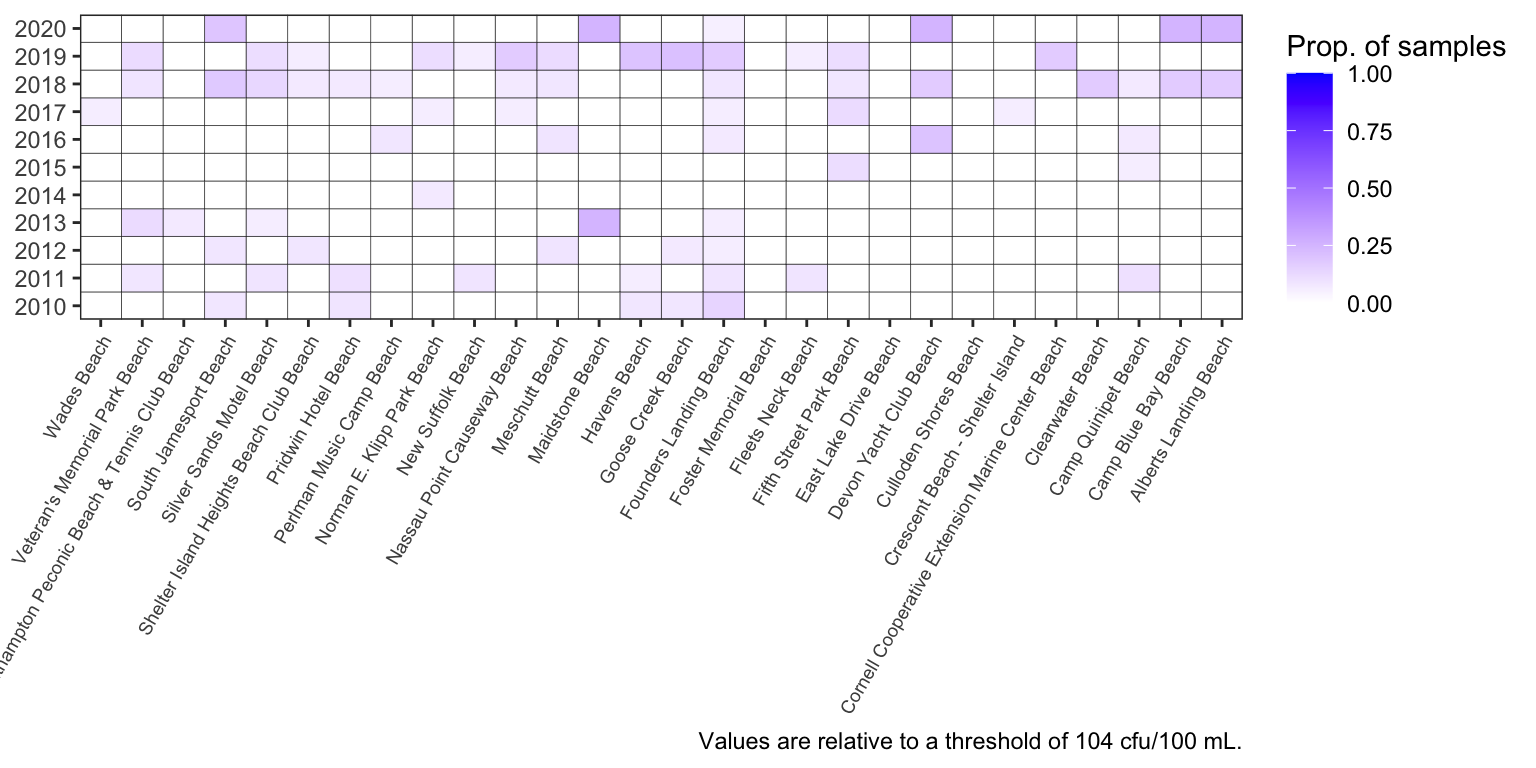 2020
2019
2018
2017
2016
2015
2014
2013
2012
2011
2010
Wades Beach
Veteran's Memorial Park Beach
Peconic Beach & Tennis Club Beach
South Jamesport Beach
Silver Sands Motel Beach
Shelter Island Heights Beach Club Beach
Pridwin Hotel Beach
Perlman Music Camp Beach
Norman E. Klipp Park Beach
New Suffolk Beach
Nassau Point Causeway Beach
Meschutt Beach
Maidstone Beach
Havens Beach
Goose Creek Beach
Founders Landing Beach
Foster Memorial Beach
Fleets Neck Beach
Fifth Street Park Beach
East Lake Drive Beach
Devon Yacht Club Beach
Culloden Shores Beach
Crescent Beach - Shelter Island
Cornell Cooperative Extension Marine Center Beach
Clearwater Beach
Camp Quinipet Beach
Camp Blue Bay Beach
Alberts Landing Beach
Prop. of samples
1.00
0.75
0.50
0.25
0.00
Values are relative to a threshold of 104 cfu/100 mL.